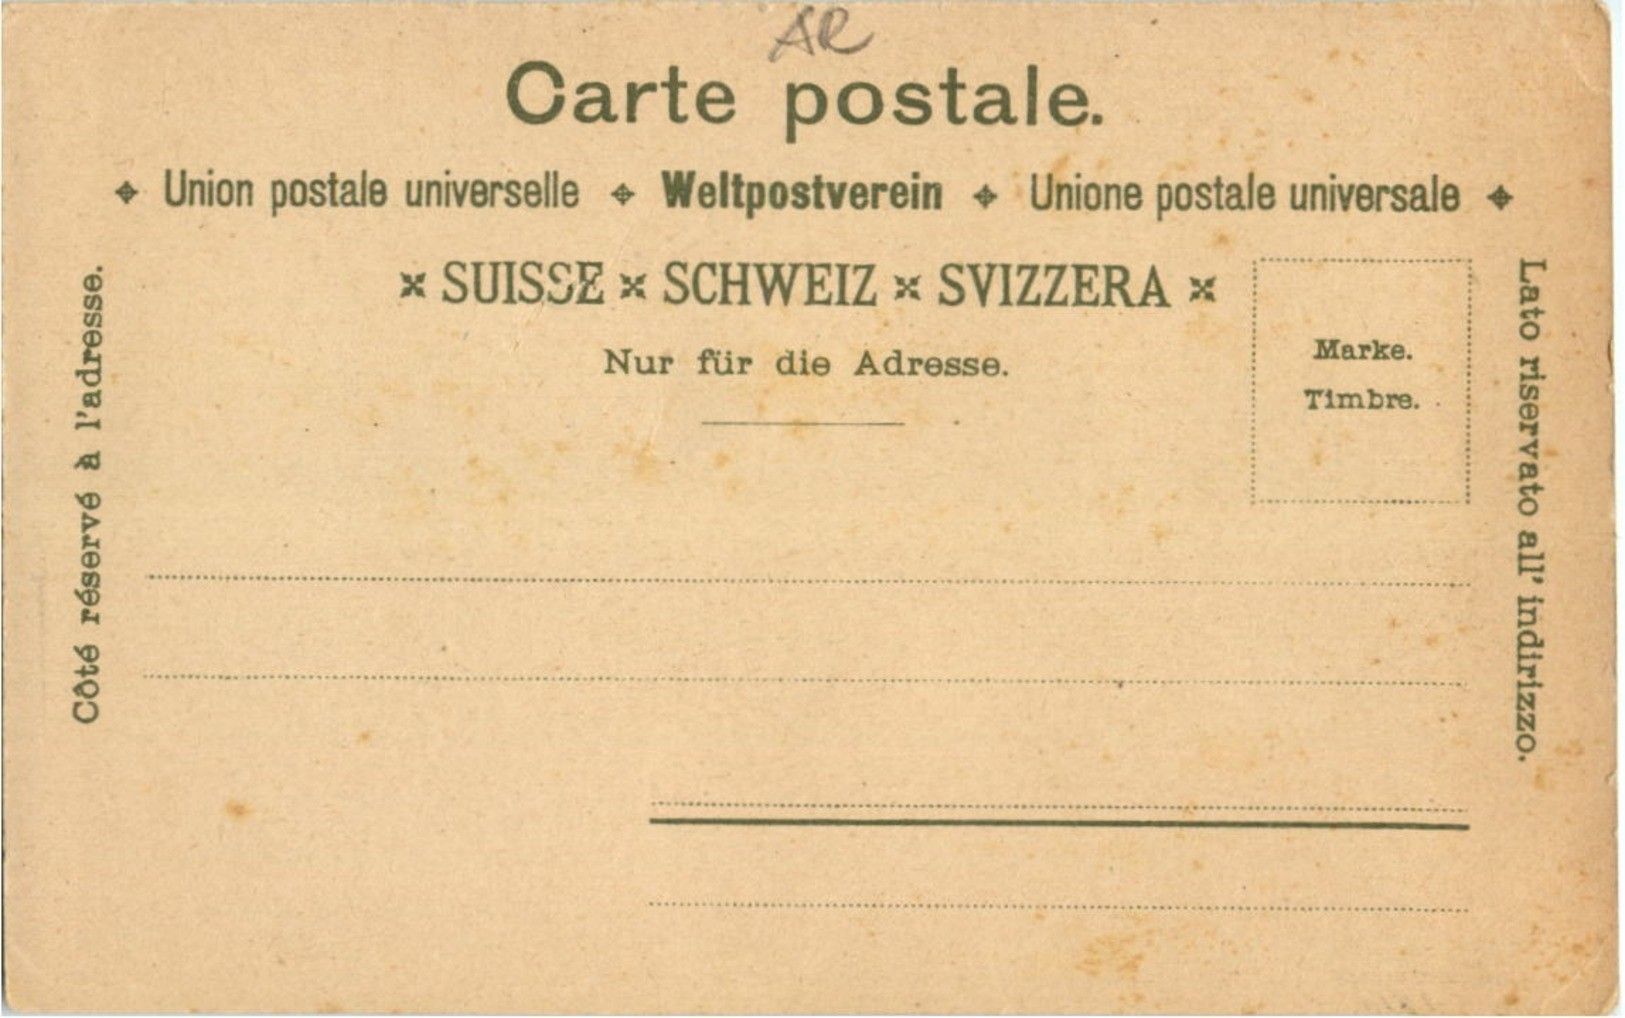 AR
Carte postale.
Union postale universelle Weltpostverein Unione postale universale
SUISSE SCHWEIZ SVIZZERA
Nur für die Adresse.
Marke.
Timbre.
Côté réservé à l'adresse.
Lato riservato all' indirizzo.